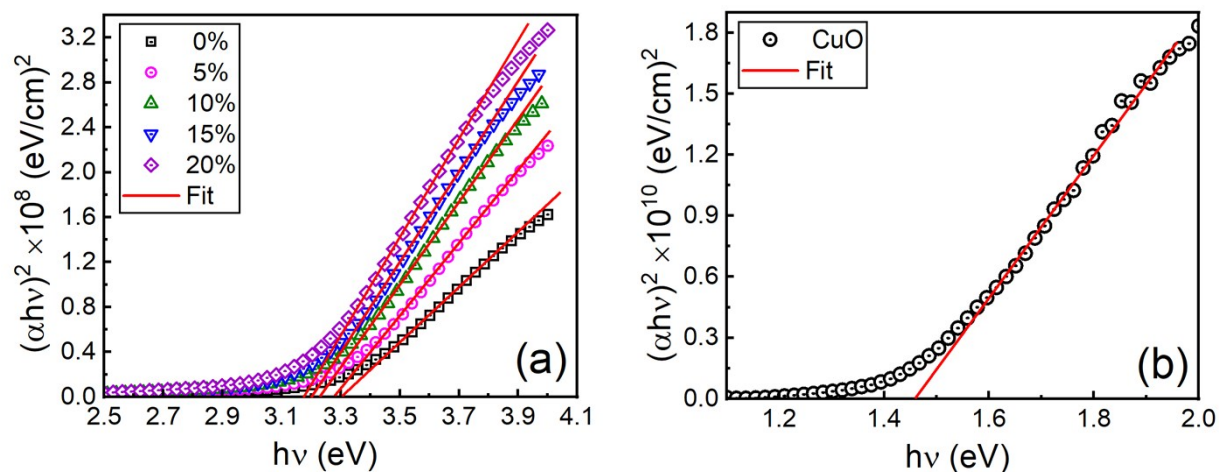 (αhν)² ×10⁸ (eV/cm)²
3.2
2.8
2.4
2.0
1.6
1.2
0.8
0.4
0.0
0%
5%
10%
15%
20%
Fit
(a)
2.5 2.7 2.9 3.1 3.3 3.5 3.7 3.9 4.1
hν (eV)
(αhν)² ×10¹⁰ (eV/cm)²
1.8
1.5
1.2
0.9
0.6
0.3
0.0
CuO
Fit
(b)
1.2 1.4 1.6 1.8 2.0
hν (eV)